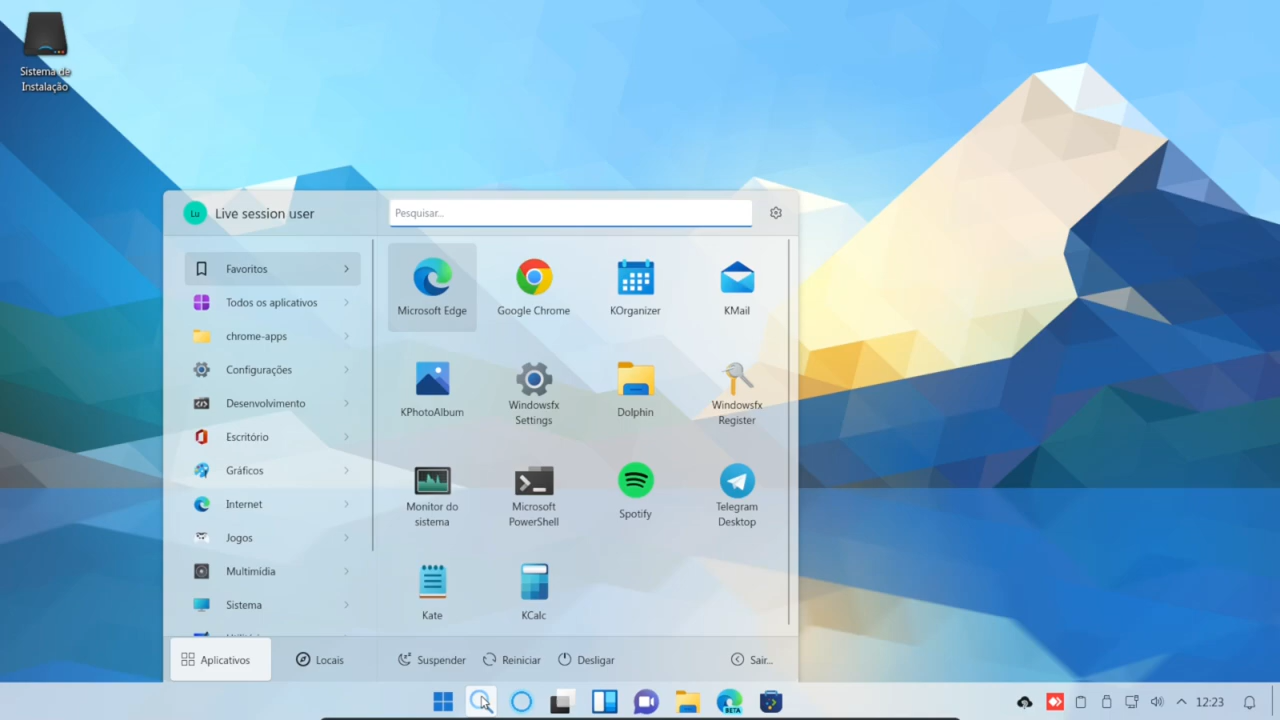 Sistema de
Instalação
Lu
Live session user
Pesquisar...
Favoritos
Todos os aplicativos
chrome-apps
Configurações
Desenvolvimento
Escritório
Gráficos
Internet
Jogos
Multimídia
Sistema
Microsoft Edge
Google Chrome
KOrganizer
KMail
KPhotoAlbum
Windowsfx
Settings
Dolphin
Windowsfx
Register
Monitor do
sistema
Microsoft
PowerShell
Spotify
Telegram
Desktop
Kate
KCalc
Aplicativos
Locais
Suspender
Reiniciar
Desligar
Sair...
BETA
12:23